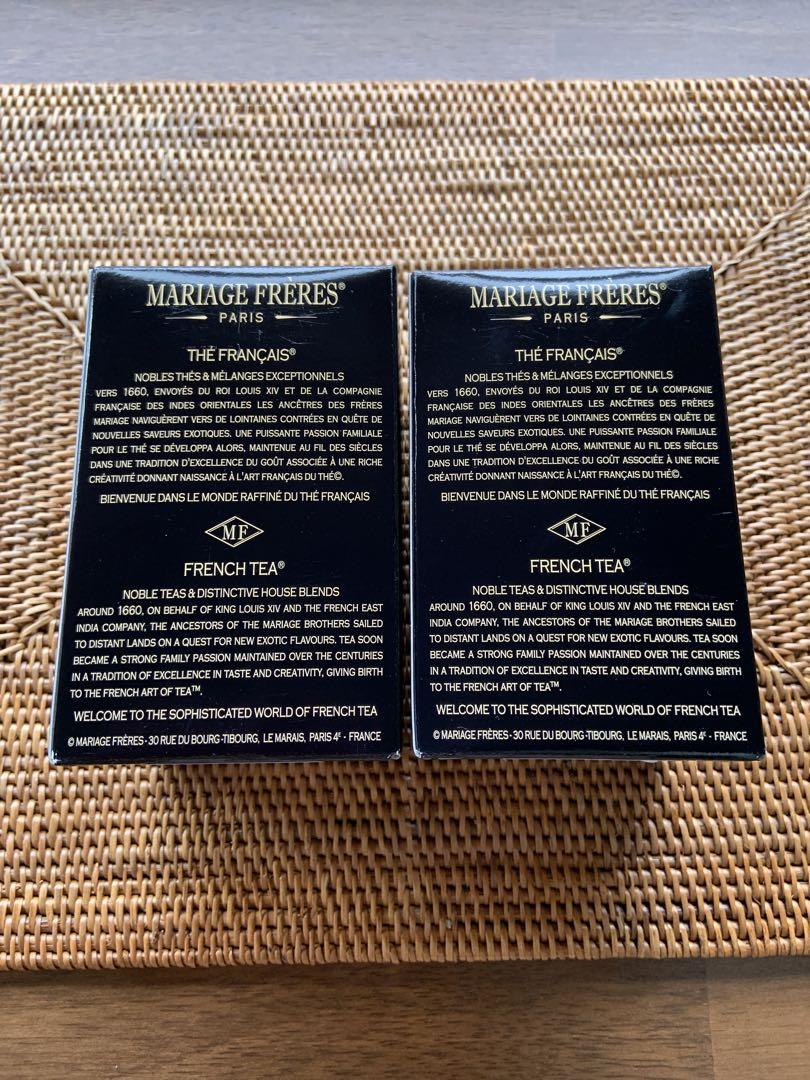 MARIAGE FRÈRES®
PARIS
THÉ FRANÇAIS®
NOBLES THÉS & MÉLANGES EXCEPTIONNELS
VERS 1660, ENVOYÉS DU ROI LOUIS XIV ET DE LA COMPAGNIE
FRANÇAISE DES INDES ORIENTALES LES ANCÊTRES DES FRÈRES
MARIAGE NAVIGUÈRENT VERS DE LOINTAINES CONTRÉES EN QUÊTE DE
NOUVELLES SAVEURS EXOTIQUES. UNE PUISSANTE PASSION FAMILIALE
POUR LE THÉ SE DÉVELOPPA ALORS, MAINTENUE AU FIL DES SIÈCLES
DANS UNE TRADITION D'EXCELLENCE DU GOÛT ASSOCIÉE À UNE RICHE
CRÉATIVITÉ DONNANT NAISSANCE À L'ART FRANÇAIS DU THÉ©.
BIENVENUE DANS LE MONDE RAFFINÉ DU THÉ FRANÇAIS
MF
FRENCH TEA®
NOBLE TEAS & DISTINCTIVE HOUSE BLENDS
AROUND 1660, ON BEHALF OF KING LOUIS XIV AND THE FRENCH EAST
INDIA COMPANY, THE ANCESTORS OF THE MARIAGE BROTHERS SAILED
TO DISTANT LANDS ON A QUEST FOR NEW EXOTIC FLAVOURS. TEA SOON
BECAME A STRONG FAMILY PASSION MAINTAINED OVER THE CENTURIES
IN A TRADITION OF EXCELLENCE IN TASTE AND CREATIVITY, GIVING BIRTH
TO THE FRENCH ART OF TEA™.
WELCOME TO THE SOPHISTICATED WORLD OF FRENCH TEA
© MARIAGE FRÈRES - 30 RUE DU BOURG-TIBOURG, LE MARAIS, PARIS 4E - FRANCE
MARIAGE FRÈRES®
PARIS
THÉ FRANÇAIS®
NOBLES THÉS & MÉLANGES EXCEPTIONNELS
VERS 1660, ENVOYÉS DU ROI LOUIS XIV ET DE LA COMPAGNIE
FRANÇAISE DES INDES ORIENTALES LES ANCÊTRES DES FRÈRES
MARIAGE NAVIGUÈRENT VERS DE LOINTAINES CONTRÉES EN QUÊTE DE
NOUVELLES SAVEURS EXOTIQUES. UNE PUISSANTE PASSION FAMILIALE
POUR LE THÉ SE DÉVELOPPA ALORS, MAINTENUE AU FIL DES SIÈCLES
DANS UNE TRADITION D'EXCELLENCE DU GOÛT ASSOCIÉE À UNE RICHE
CRÉATIVITÉ DONNANT NAISSANCE À L'ART FRANÇAIS DU THÉ©.
BIENVENUE DANS LE MONDE RAFFINÉ DU THÉ FRANÇAIS
MF
FRENCH TEA®
NOBLE TEAS & DISTINCTIVE HOUSE BLENDS
AROUND 1660, ON BEHALF OF KING LOUIS XIV AND THE FRENCH EAST
INDIA COMPANY, THE ANCESTORS OF THE MARIAGE BROTHERS SAILED
TO DISTANT LANDS ON A QUEST FOR NEW EXOTIC FLAVOURS. TEA SOON
BECAME A STRONG FAMILY PASSION MAINTAINED OVER THE CENTURIES
IN A TRADITION OF EXCELLENCE IN TASTE AND CREATIVITY, GIVING BIRTH
TO THE FRENCH ART OF TEA™.
WELCOME TO THE SOPHISTICATED WORLD OF FRENCH TEA
© MARIAGE FRÈRES - 30 RUE DU BOURG-TIBOURG, LE MARAIS, PARIS 4E - FRANCE